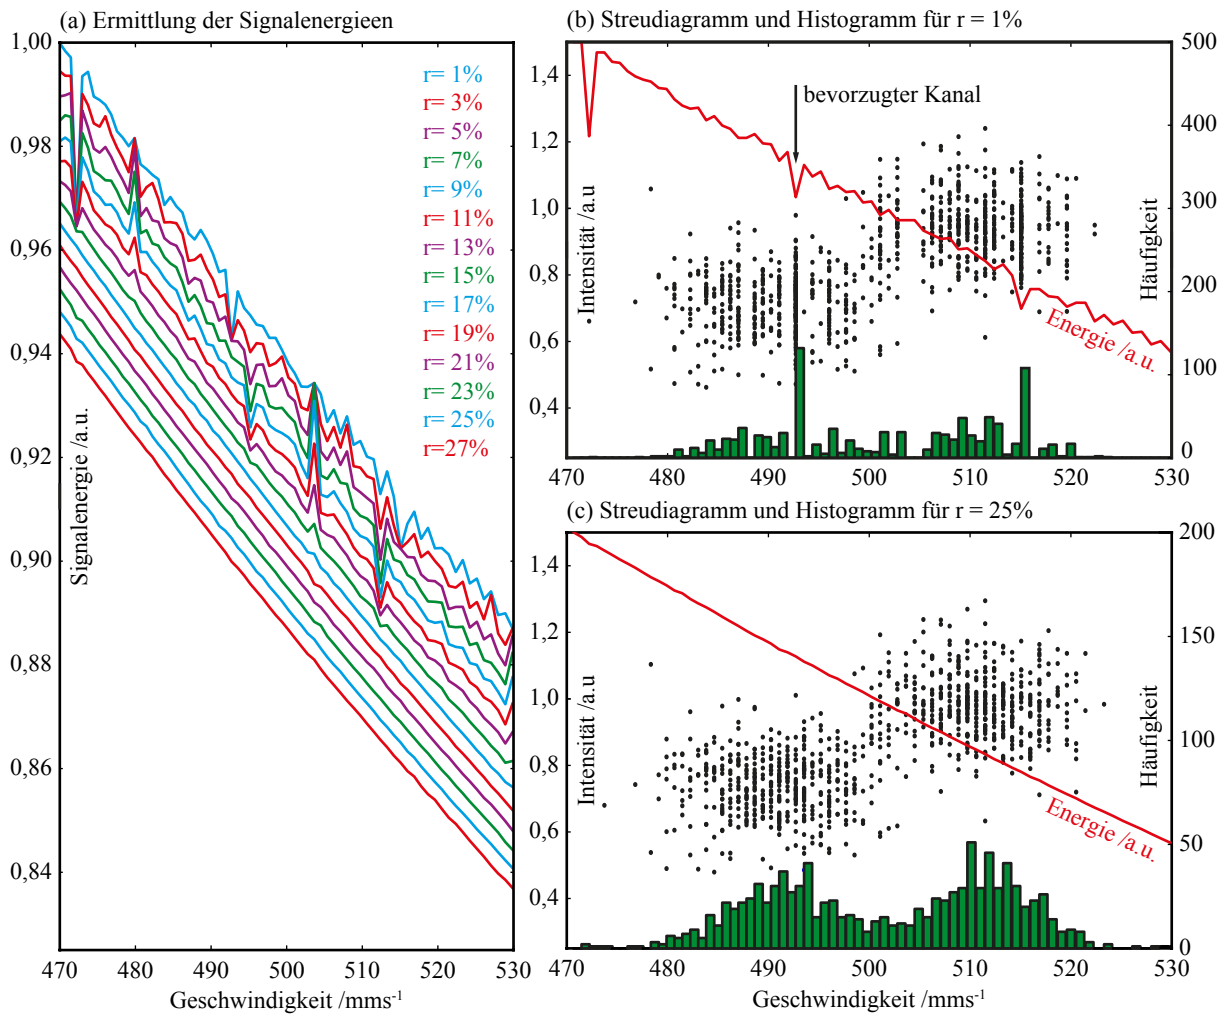 (a) Ermittlung der Signalenergieen
1,00
0,98
0,96
0,94
0,92
0,90
0,88
0,86
0,84
Signalenergie /a.u.
r= 1%
r= 3%
r= 5%
r= 7%
r= 9%
r= 11%
r= 13%
r= 15%
r= 17%
r= 19%
r= 21%
r= 23%
r= 25%
r=27%
470 480 490 500 510 520 530
Geschwindigkeit /mms⁻¹
(b) Streudiagramm und Histogramm für r = 1%
1,4
1,2
1,0
0,8
0,6
0,4
Intensität /a.u
bevorzugter Kanal
Energie /a.u.
Häufigkeit
500
400
300
200
100
0
470 480 490 500 510 520 530
(c) Streudiagramm und Histogramm für r = 25%
1,4
1,2
1,0
0,8
0,6
0,4
Intensität /a.u
Energie /a.u.
Häufigkeit
200
150
100
50
0
470 480 490 500 510 520 530
Geschwindigkeit /mms⁻¹